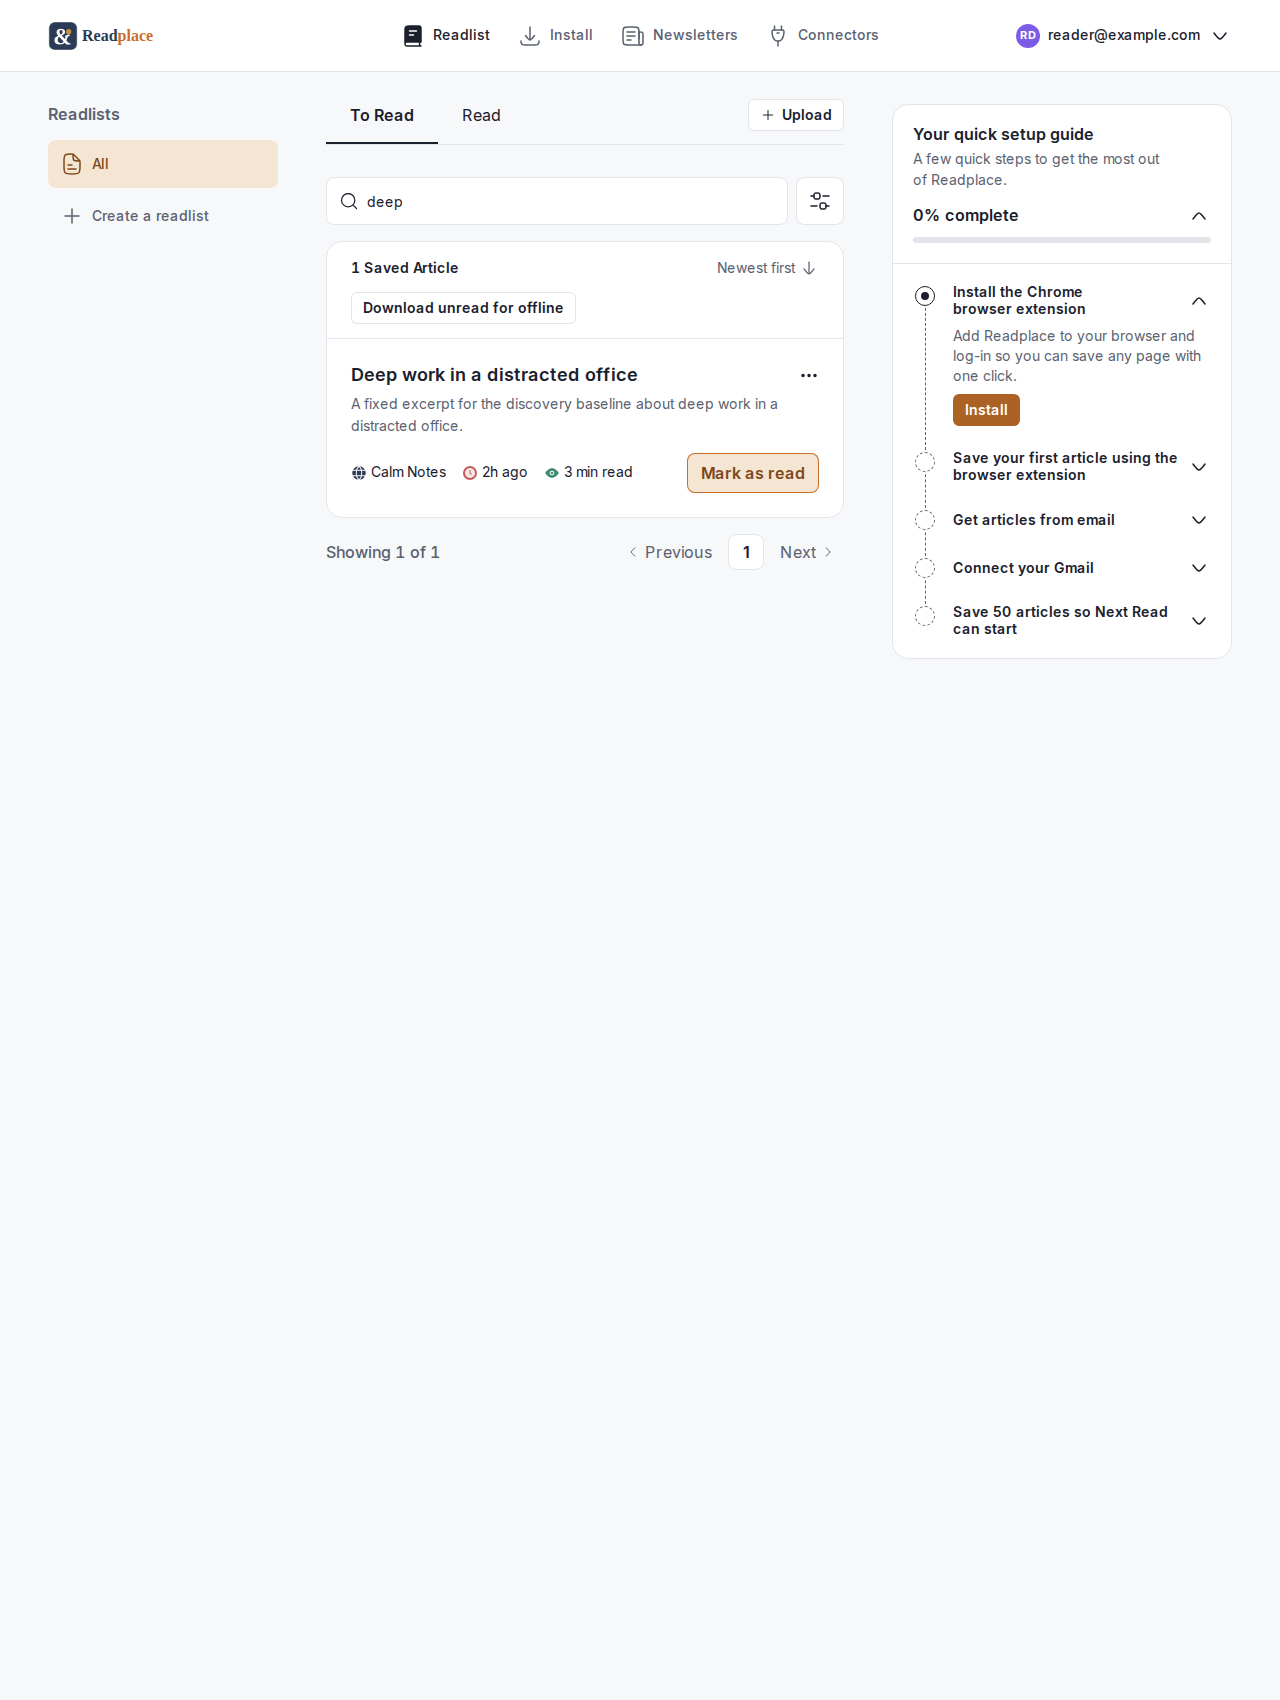 & Readplace
Readlist
Install
Newsletters
Connectors
RD reader@example.com
Readlists
All
Create a readlist
To Read
Read
+ Upload
deep
1 Saved Article
Newest first
Download unread for offline
Deep work in a distracted office
A fixed excerpt for the discovery baseline about deep work in a
distracted office.
Calm Notes
2h ago
3 min read
Mark as read
Showing 1 of 1
Previous
1
Next
Your quick setup guide
A few quick steps to get the most out
of Readplace.
0% complete
Install the Chrome
browser extension
Add Readplace to your browser and
log-in so you can save any page with
one click.
Install
Save your first article using the
browser extension
Get articles from email
Connect your Gmail
Save 50 articles so Next Read
can start